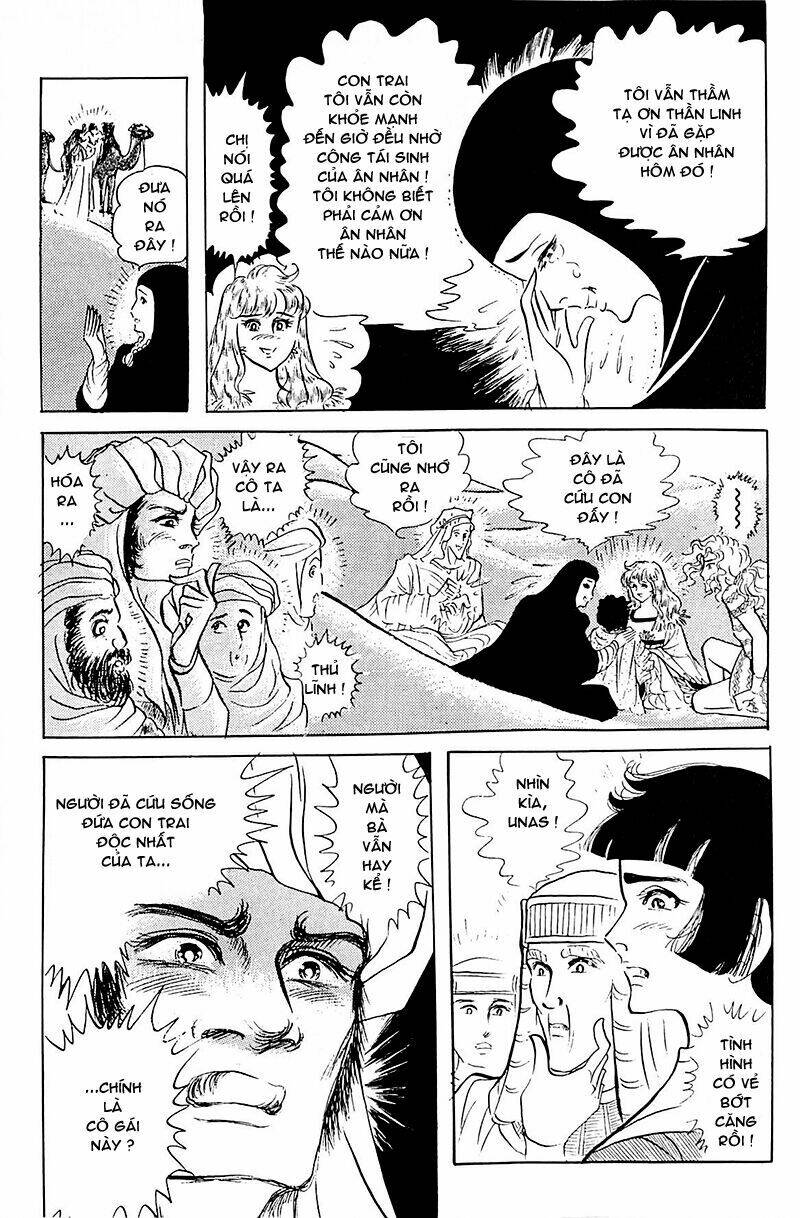 TÔI VẪN THẦM
TẠ ƠN THẦN LINH
VÌ ĐÃ GẶP
ĐƯỢC ÂN NHÂN
HÔM ĐÓ !
CON TRAI
TÔI VẪN CÒN
KHỎE MẠNH
ĐẾN GIỜ ĐỀU NHỜ
CÔNG TÁI SINH
CỦA ÂN NHÂN !
TÔI KHÔNG BIẾT
PHẢI CẢM ƠN
ÂN NHÂN
THẾ NÀO NỮA !
CHỊ
NÓI
QUÁ
LÊN
RỒI !
ĐƯA
NÓ
RA
ĐÂY !
ĐÂY LÀ
CÔ ĐÃ
CỨU CON
ĐẤY !
TÔI
CŨNG NHỚ
RA
RỒI !
VẬY RA
CÔ TA
LÀ...
HÓA
RA
...
THỦ
LĨNH !
NHÌN
KÌA,
UNAS !
TÌNH
HÌNH
CÓ VẺ
BỚT
CĂNG
RỒI !
NGƯỜI
MÀ
BÀ
VẪN
HAY
KỂ !
NGƯỜI ĐÃ CỨU SỐNG
ĐỨA CON TRAI
ĐỘC NHẤT
CỦA TA...
...CHÍNH
LÀ
CÔ GÁI
NÀY ?